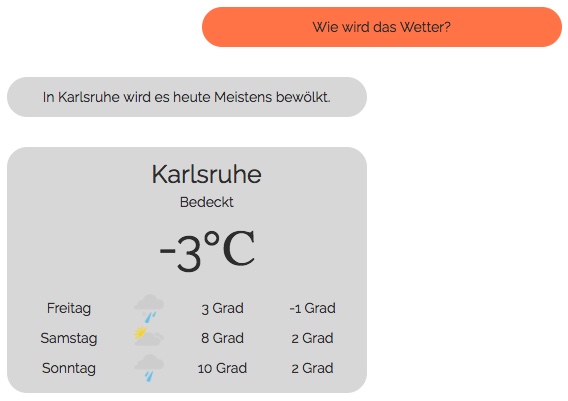 Wie wird das Wetter?
In Karlsruhe wird es heute Meistens bewölkt.
Karlsruhe
Bedeckt
-3°C
Freitag 3 Grad -1 Grad
Samstag 8 Grad 2 Grad
Sonntag 10 Grad 2 Grad